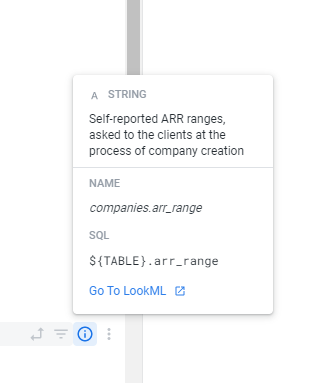 A STRING
Self-reported ARR ranges,
asked to the clients at the
process of company creation
NAME
companies.arr_range
SQL
${TABLE}.arr_range
Go To LookML